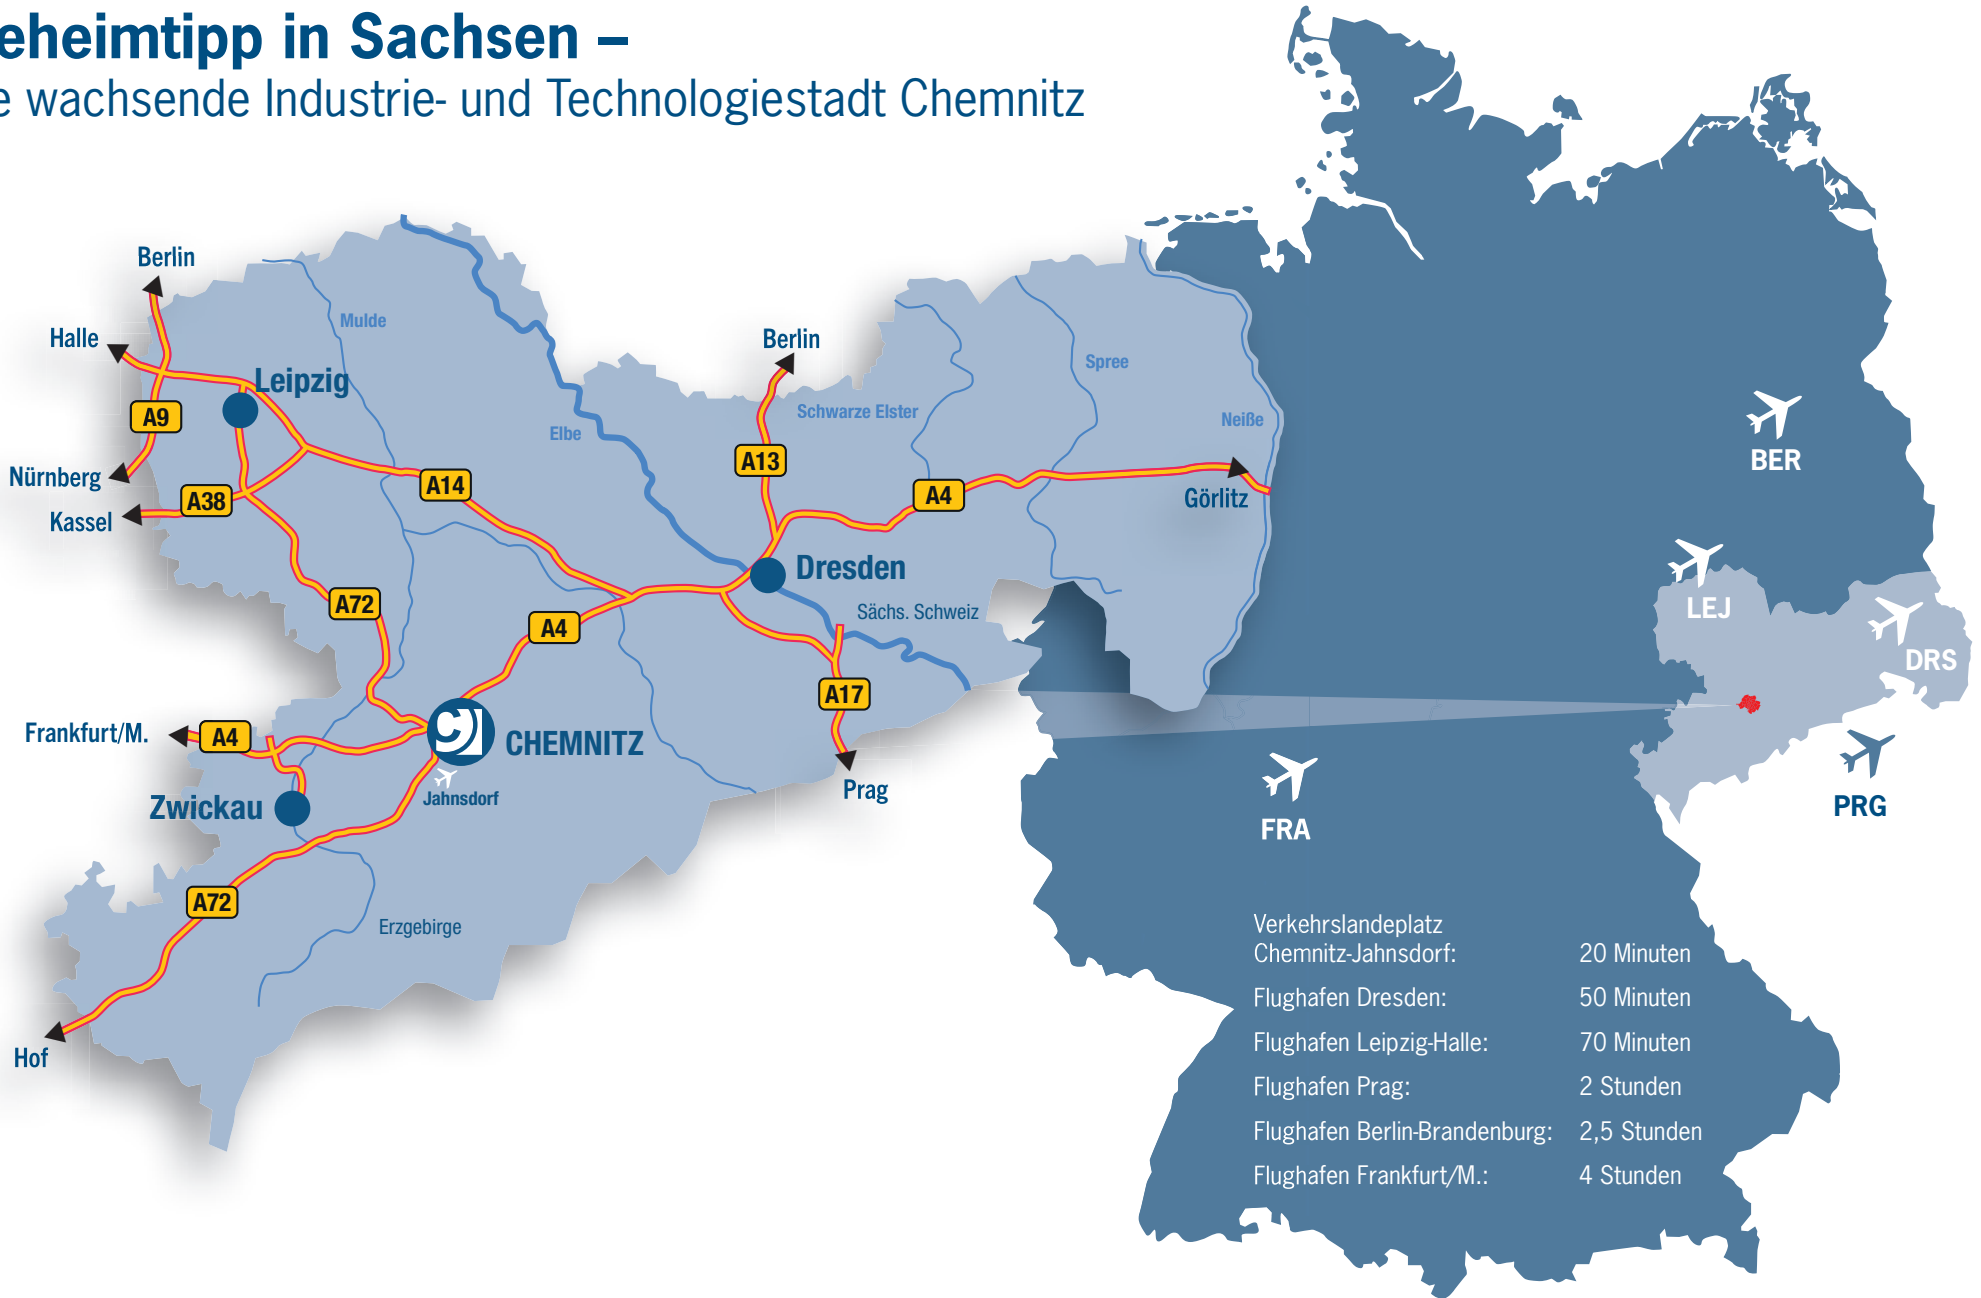 eheimtipp in Sachsen –
e wachsende Industrie- und Technologiestadt Chemnitz
Berlin
Halle
Leipzig
A9
Nürnberg
A38
Kassel
Mulde
Elbe
A14
A72
Berlin
A13
Schwarze Elster
Spree
Neiße
A4
Görlitz
Dresden
Sächs. Schweiz
A4
A17
Prag
Frankfurt/M.
A4
CHEMNITZ
Jahnsdorf
Zwickau
A72
Erzgebirge
Hof
BER
LEJ
DRS
PRG
FRA
Verkehrslandeplatz
Chemnitz-Jahnsdorf: 20 Minuten
Flughafen Dresden: 50 Minuten
Flughafen Leipzig-Halle: 70 Minuten
Flughafen Prag: 2 Stunden
Flughafen Berlin-Brandenburg: 2,5 Stunden
Flughafen Frankfurt/M.: 4 Stunden